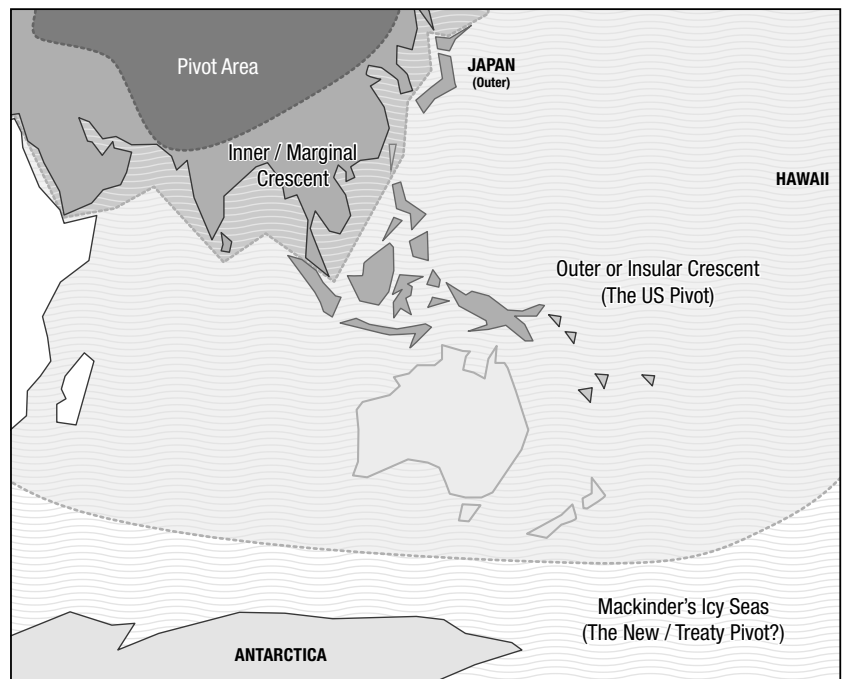 Pivot Area
JAPAN
(Outer)
Inner / Marginal
Crescent
HAWAII
Outer or Insular Crescent
(The US Pivot)
Mackinder's Icy Seas
(The New / Treaty Pivot?)
ANTARCTICA